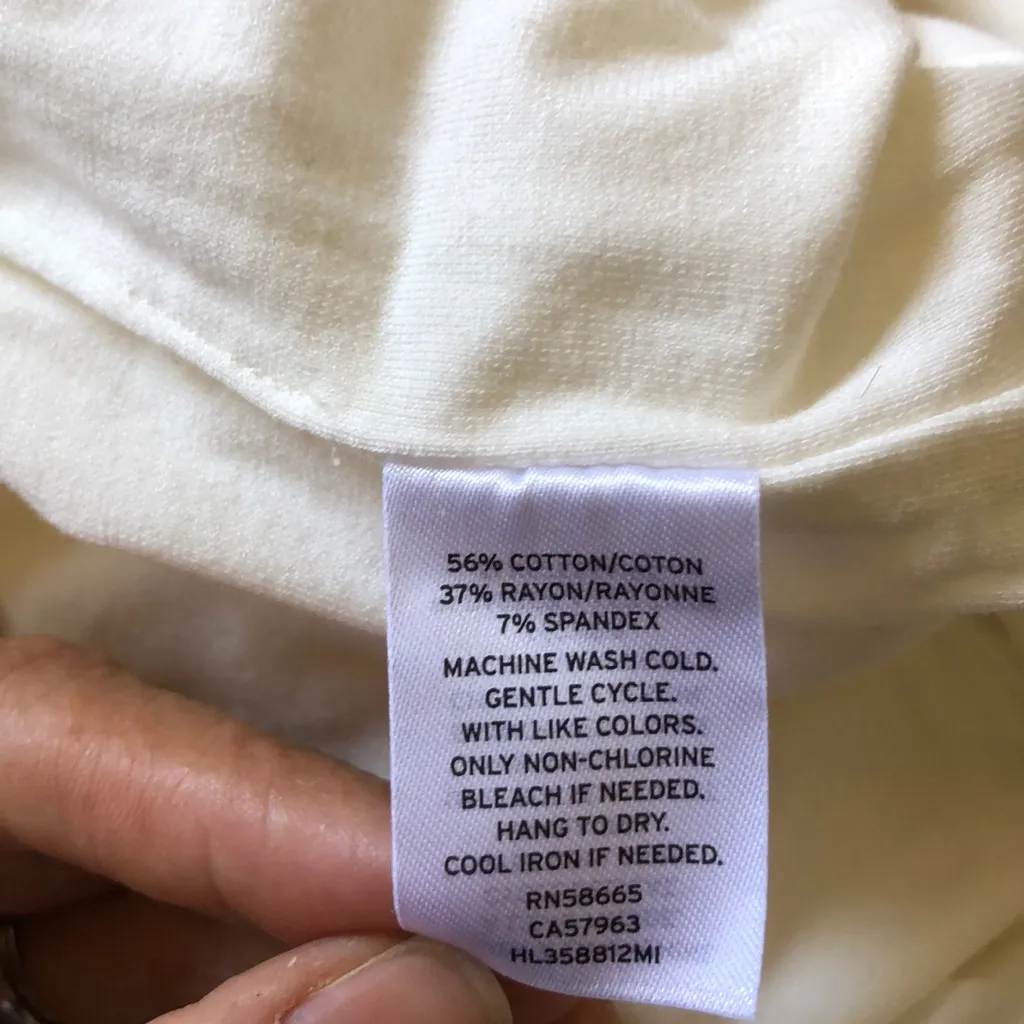 56% COTTON/COTON
37% RAYON/RAYONNE
7% SPANDEX
MACHINE WASH COLD.
GENTLE CYCLE.
WITH LIKE COLORS.
ONLY NON-CHLORINE
BLEACH IF NEEDED.
HANG TO DRY.
COOL IRON IF NEEDED.
RN58665
CA57963
HL358812MI